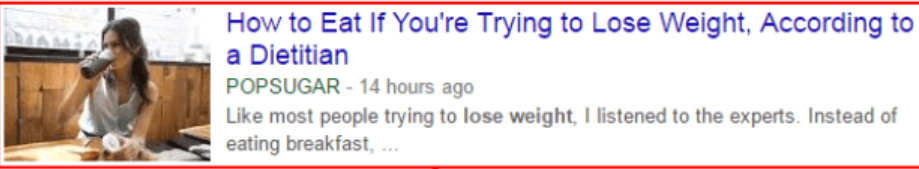 How to Eat If You're Trying to Lose Weight, According to
a Dietitian
POPSUGAR - 14 hours ago
Like most people trying to lose weight, I listened to the experts. Instead of
eating breakfast, ...